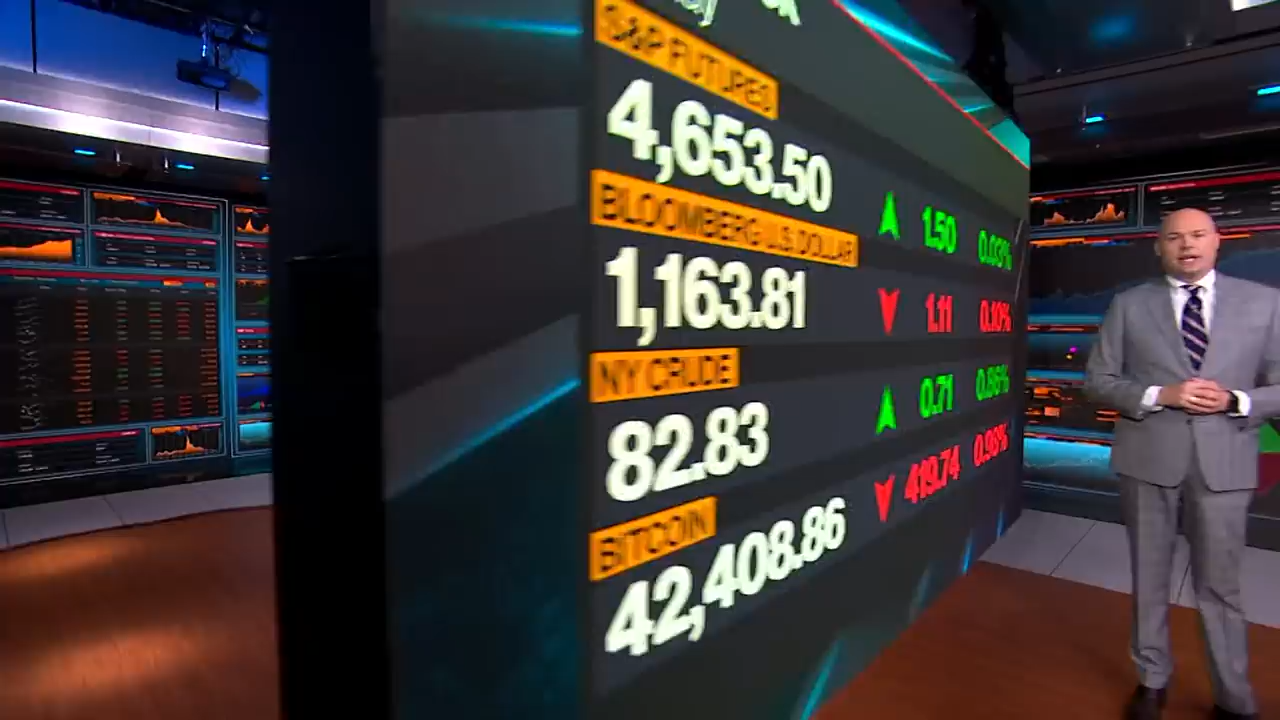 S&P FUTURES
4,653.50 1.50 0.03%
BLOOMBERG U.S. DOLLAR
1,163.81 1.11 0.10%
NY CRUDE
82.83 0.71 0.86%
BITCOIN
42,408.86 419.74 0.98%